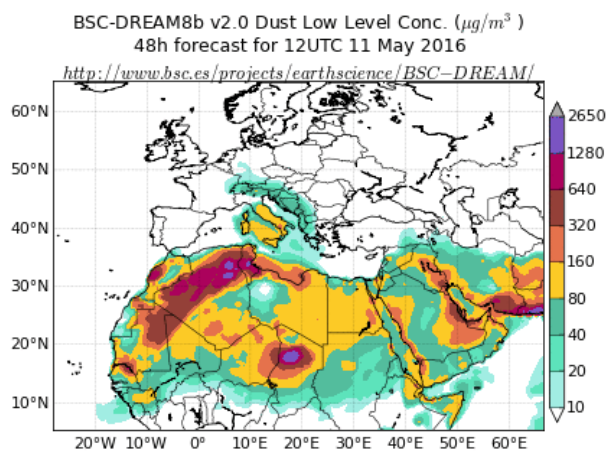 BSC-DREAM8b v2.0 Dust Low Level Conc. (μg/m³ )
48h forecast for 12UTC 11 May 2016
http://www.bsc.es/projects/earthscience/BSC−DREAM/
60°N
50°N
40°N
30°N
20°N
10°N
20°W 10°W 0° 10°E 20°E 30°E 40°E 50°E 60°E
2650
1280
640
320
160
80
40
20
10